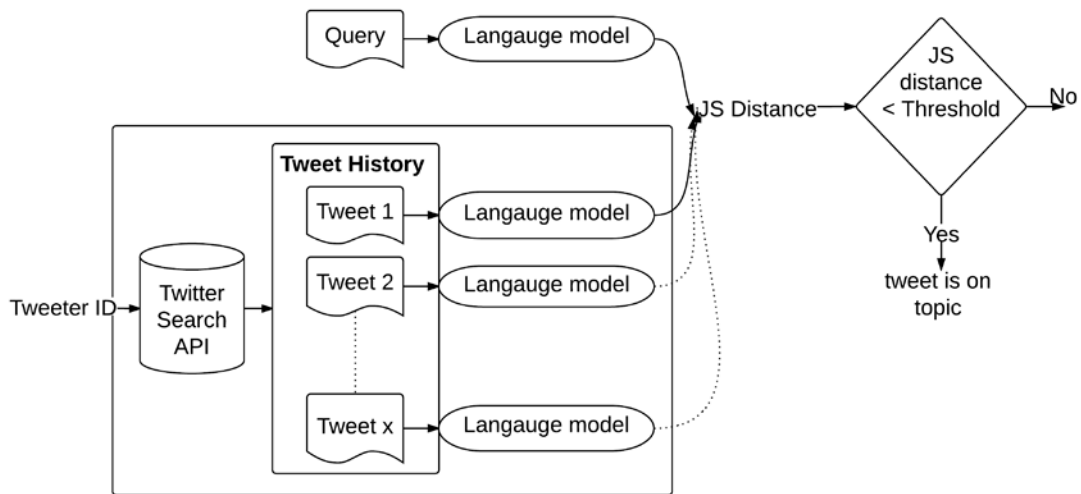 Query
Langauge model
JS
distance
< Threshold
No
JS Distance
Tweet History
Tweet 1
Langauge model
Yes
Tweet 2
Langauge model
tweet is on
topic
Tweeter ID
Twitter
Search
API
Tweet x
Langauge model